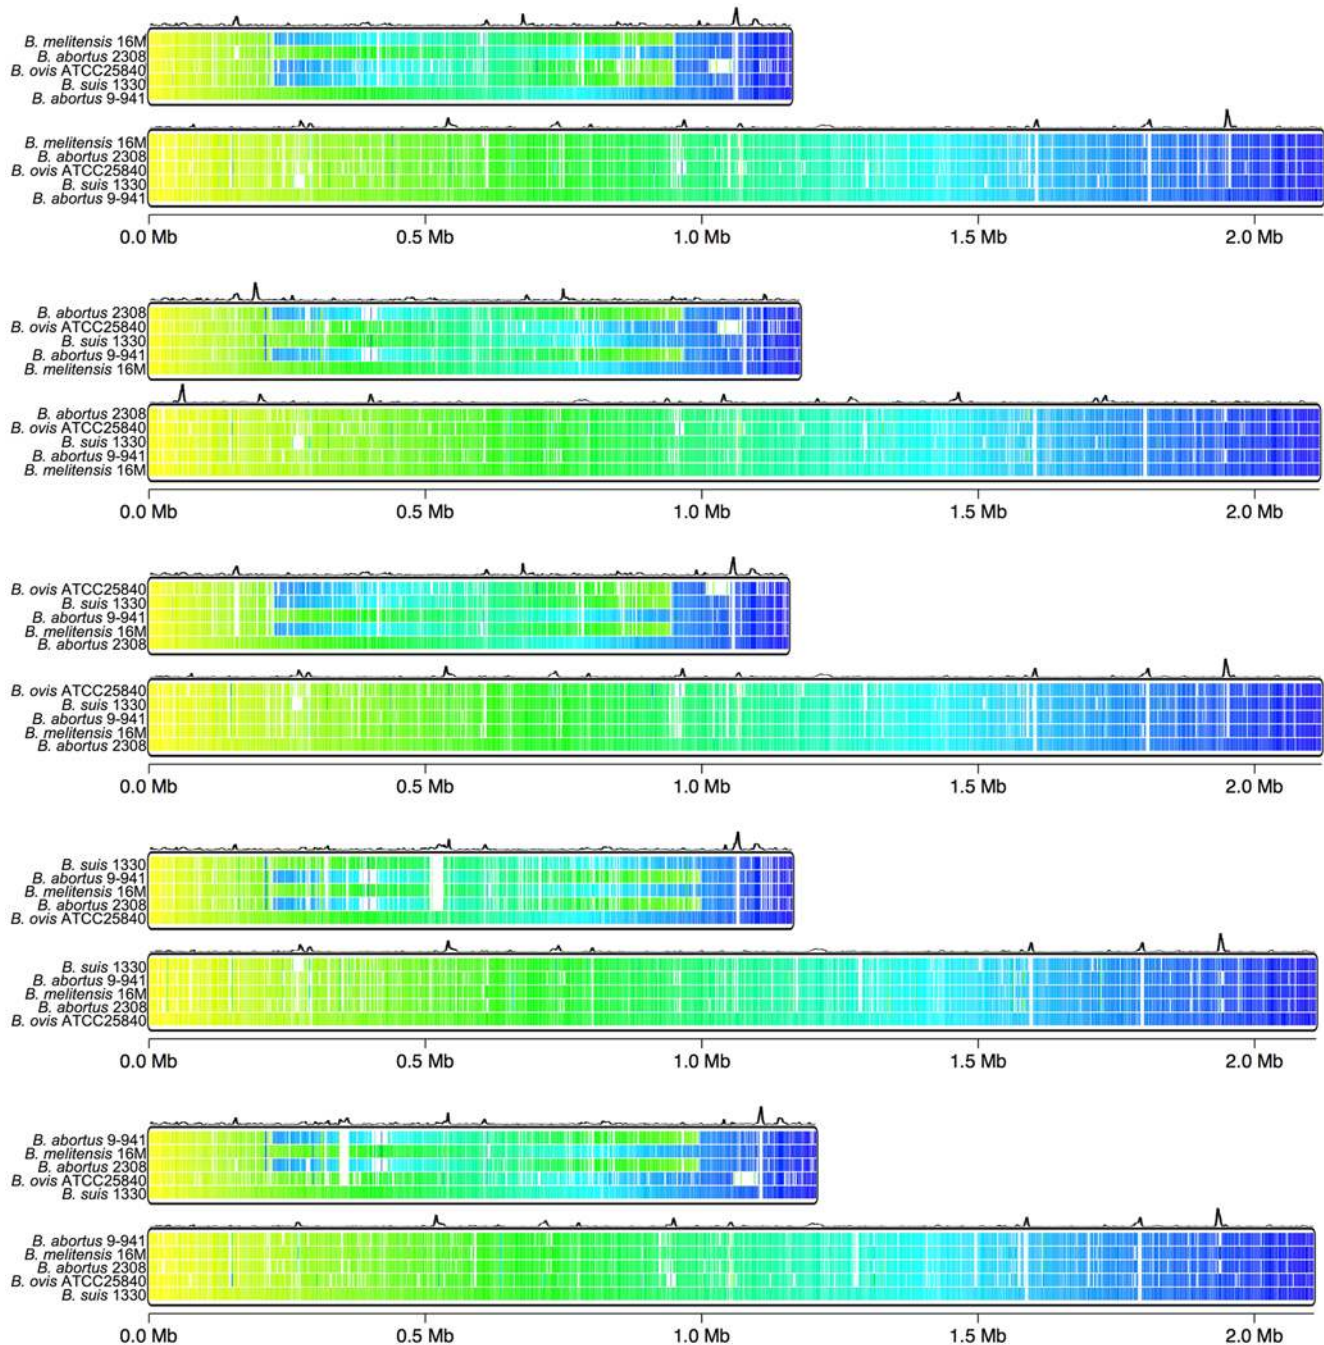 B. melitensis 16M
B. abortus 2308
B. ovis ATCC25840
B. suis 1330
B. abortus 9-941
B. melitensis 16M
B. abortus 2308
B. ovis ATCC25840
B. suis 1330
B. abortus 9-941
0.0 Mb 0.5 Mb 1.0 Mb 1.5 Mb 2.0 Mb
B. abortus 2308
B. ovis ATCC25840
B. suis 1330
B. abortus 9-941
B. melitensis 16M
B. abortus 2308
B. ovis ATCC25840
B. suis 1330
B. abortus 9-941
B. melitensis 16M
0.0 Mb 0.5 Mb 1.0 Mb 1.5 Mb 2.0 Mb
B. ovis ATCC25840
B. suis 1330
B. abortus 9-941
B. melitensis 16M
B. abortus 2308
B. ovis ATCC25840
B. suis 1330
B. abortus 9-941
B. melitensis 16M
B. abortus 2308
0.0 Mb 0.5 Mb 1.0 Mb 1.5 Mb 2.0 Mb
B. suis 1330
B. abortus 9-941
B. melitensis 16M
B. abortus 2308
B. ovis ATCC25840
B. suis 1330
B. abortus 9-941
B. melitensis 16M
B. abortus 2308
B. ovis ATCC25840
0.0 Mb 0.5 Mb 1.0 Mb 1.5 Mb 2.0 Mb
B. abortus 9-941
B. melitensis 16M
B. abortus 2308
B. ovis ATCC25840
B. suis 1330
B. abortus 9-941
B. melitensis 16M
B. abortus 2308
B. ovis ATCC25840
B. suis 1330
0.0 Mb 0.5 Mb 1.0 Mb 1.5 Mb 2.0 Mb